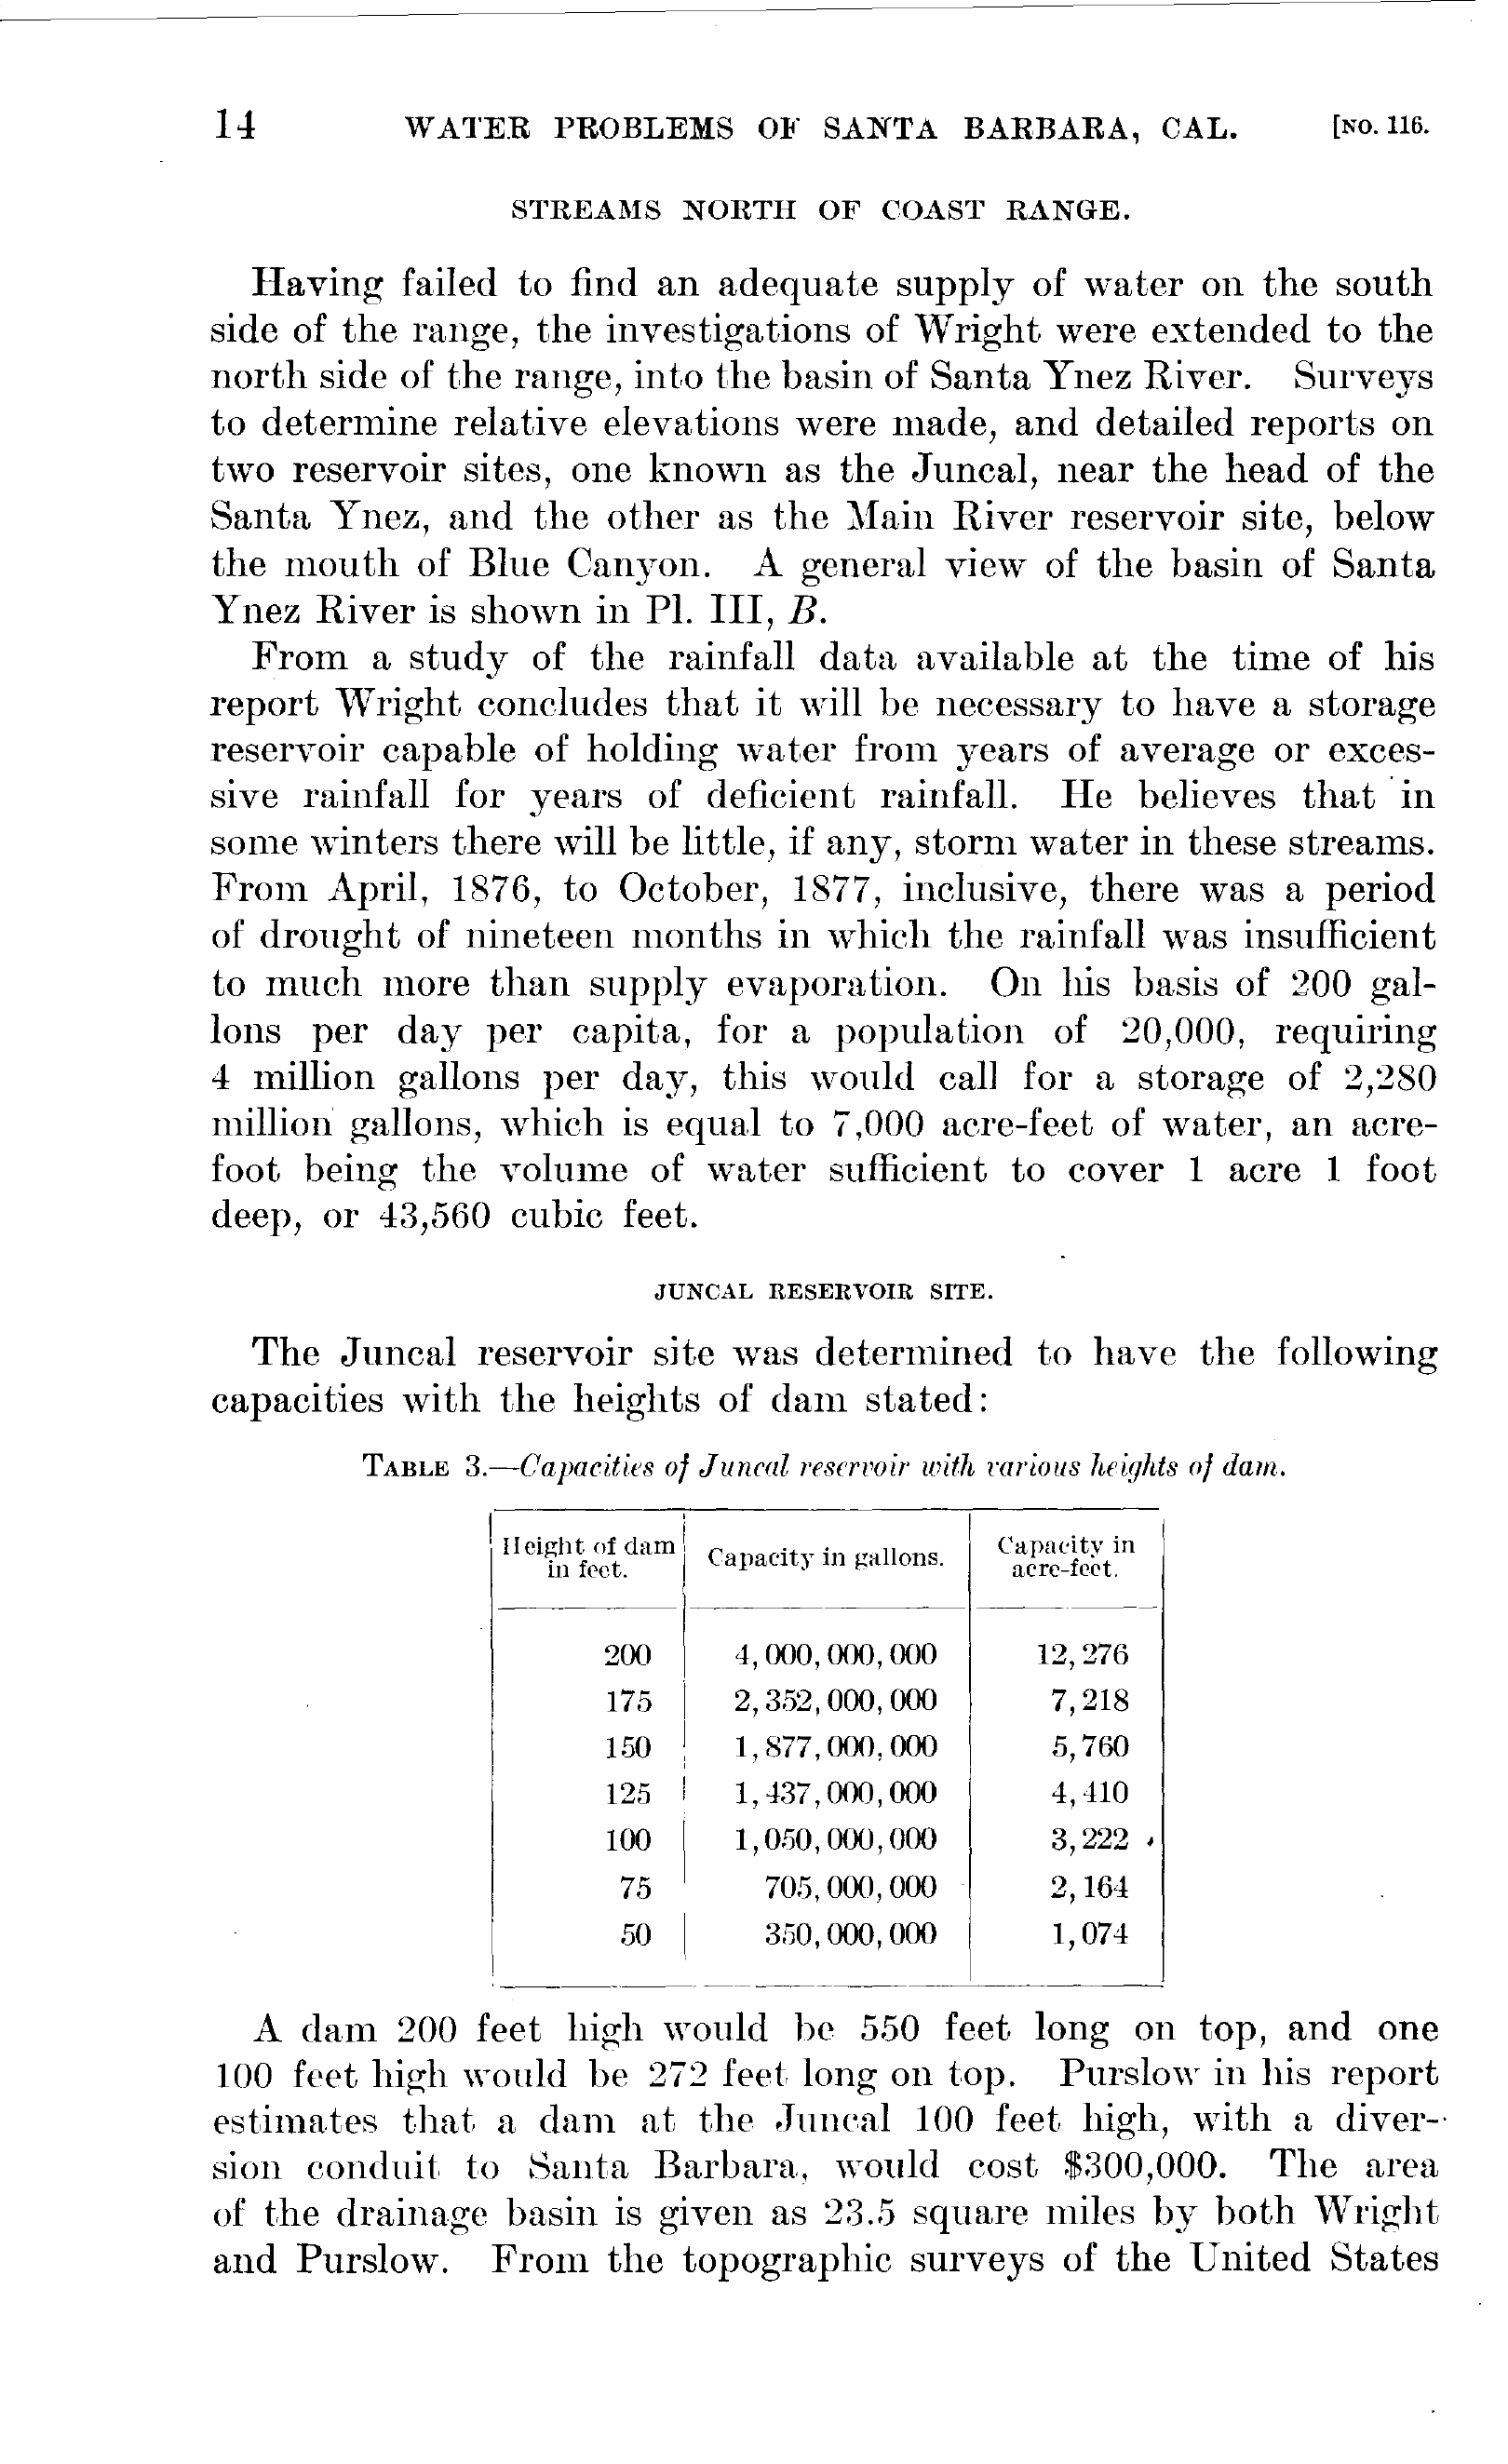 14 WATER PROBLEMS OF SANTA BARBARA, CAL. [NO. 116.
STREAMS NORTH OF COAST RANGE.
Having failed to find an adequate supply of water on the south
side of the range, the investigations of Wright were extended to the
north side of the range, into the basin of Santa Ynez River. Surveys
to determine relative elevations were made, and detailed reports on
two reservoir sites, one known as the Juncal, near the head of the
Santa Ynez, and the other as the Main River reservoir site, below
the mouth of Blue Canyon. A general view of the basin of Santa
Ynez River is shown in Pl. III, B.
From a study of the rainfall data available at the time of his
report Wright concludes that it will be necessary to have a storage
reservoir capable of holding water from years of average or exces-
sive rainfall for years of deficient rainfall. He believes that in
some winters there will be little, if any, storm water in these streams.
From April, 1876, to October, 1877, inclusive, there was a period
of drought of nineteen months in which the rainfall was insufficient
to much more than supply evaporation. On his basis of 200 gal-
lons per day per capita, for a population of 20,000, requiring
4 million gallons per day, this would call for a storage of 2,280
million gallons, which is equal to 7,000 acre-feet of water, an acre-
foot being the volume of water sufficient to cover 1 acre 1 foot
deep, or 43,560 cubic feet.
JUNCAL RESERVOIR SITE.
The Juncal reservoir site was determined to have the following
capacities with the heights of dam stated:
TABLE 3.—Capacities of Juncal reservoir with various heights of dam.
Height of dam in feet. Capacity in gallons. Capacity in acre-feet.
200 4,000,000,000 12,276
175 2,352,000,000 7,218
150 1,877,000,000 5,760
125 1,437,000,000 4,410
100 1,050,000,000 3,222
75 705,000,000 2,164
50 350,000,000 1,074
A dam 200 feet high would be 550 feet long on top, and one
100 feet high would be 272 feet long on top. Purslow in his report
estimates that a dam at the Juncal 100 feet high, with a diver-
sion conduit to Santa Barbara, would cost $300,000. The area
of the drainage basin is given as 23.5 square miles by both Wright
and Purslow. From the topographic surveys of the United States